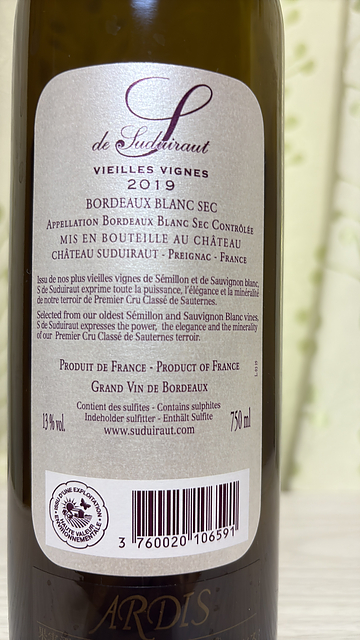 S
de Suduiraut
VIEILLES VIGNES
2019
BORDEAUX BLANC SEC
APPELLATION BORDEAUX BLANC SEC CONTRÔLÉE
MIS EN BOUTEILLE AU CHÂTEAU
CHÂTEAU SUDUIRAUT - PREIGNAC - FRANCE
Issu de nos plus vieilles vignes de Sémillon et de Sauvignon blanc,
S de Suduiraut exprime toute la puissance, l'élégance et la minéralité
de notre terroir de Premier Cru Classé de Sauternes.
Selected from our oldest Sémillon and Sauvignon Blanc vines,
S de Suduiraut expresses the power, the elegance and the minerality
of our Premier Cru Classé de Sauternes terroir.
PRODUIT DE FRANCE - PRODUCT OF FRANCE
GRAND VIN DE BORDEAUX
Contient des sulfites - Contains sulphites
13 % vol. Indeholder sulfitter - Enthält Sulfite 750 ml
www.suduiraut.com
ISSU D'UNE EXPLOITATION
HAUTE VALEUR
ENVIRONNEMENTALE
3 760020 106591
ARDIS